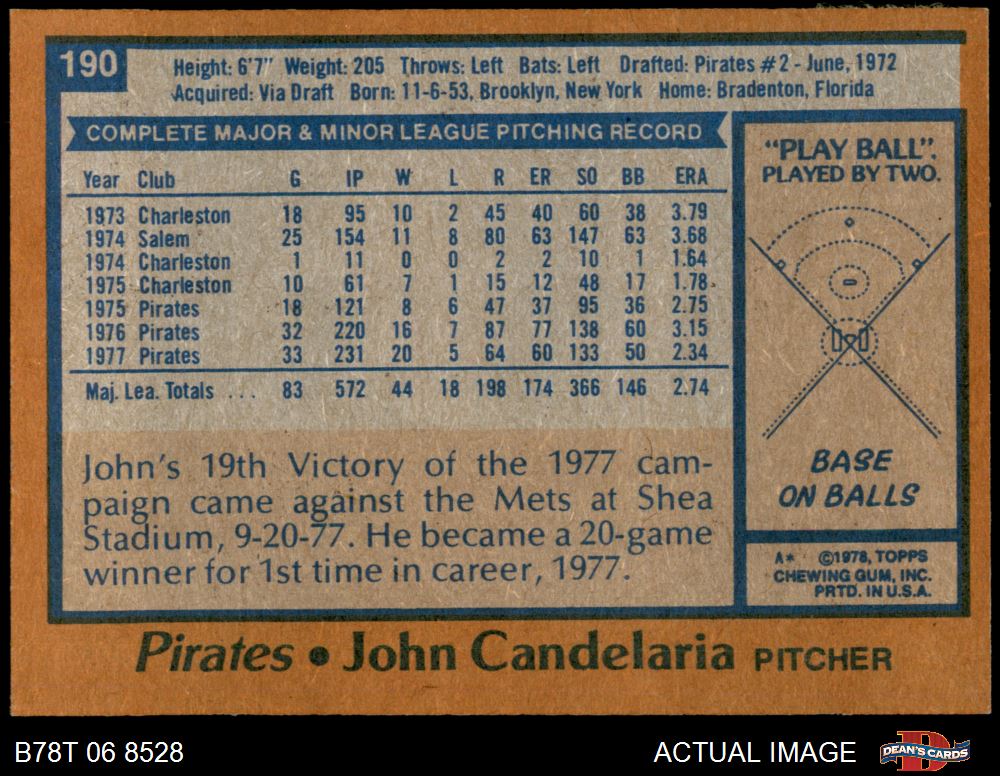 190
Height: 6'7" Weight: 205 Throws: Left Bats: Left Drafted: Pirates #2 - June, 1972
Acquired: Via Draft Born: 11-6-53, Brooklyn, New York Home: Bradenton, Florida
COMPLETE MAJOR & MINOR LEAGUE PITCHING RECORD
Year Club G IP W L R ER SO BB ERA
1973 Charleston 18 95 10 2 45 40 60 38 3.79
1974 Salem 25 154 11 8 80 63 147 63 3.68
1974 Charleston 1 11 0 0 2 2 10 1 1.64
1975 Charleston 10 61 7 1 15 12 48 17 1.78
1975 Pirates 18 121 8 6 47 37 95 36 2.75
1976 Pirates 32 220 16 7 87 77 138 60 3.15
1977 Pirates 33 231 20 5 64 60 133 50 2.34
Maj. Lea. Totals ... 83 572 44 18 198 174 366 146 2.74
John's 19th Victory of the 1977 cam-
paign came against the Mets at Shea
Stadium, 9-20-77. He became a 20-game
winner for 1st time in career, 1977.
"PLAY BALL".
PLAYED BY TWO.
BASE
ON BALLS
A* ©1978, TOPPS
CHEWING GUM, INC.
PRTD. IN U.S.A.
Pirates • John Candelaria PITCHER
B78T 06 8528
ACTUAL IMAGE
DEAN'S CARDS